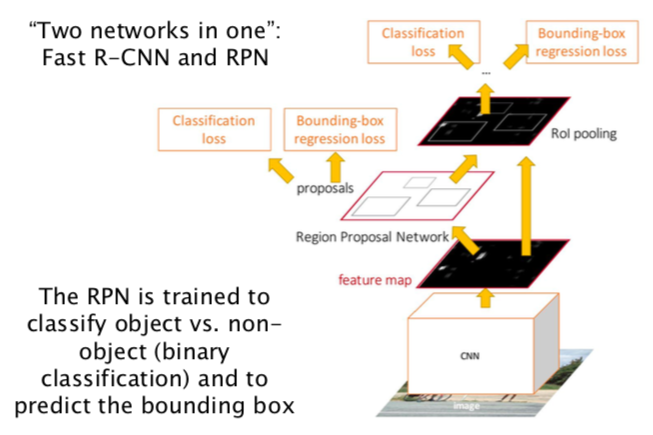 “Two networks in one”:
Fast R-CNN and RPN
Classification
loss
Bounding-box
regression loss
...
Classification
loss
Bounding-box
regression loss
RoI pooling
proposals
Region Proposal Network
feature map
The RPN is trained to
classify object vs. non-
object (binary
classification) and to
predict the bounding box
CNN
image